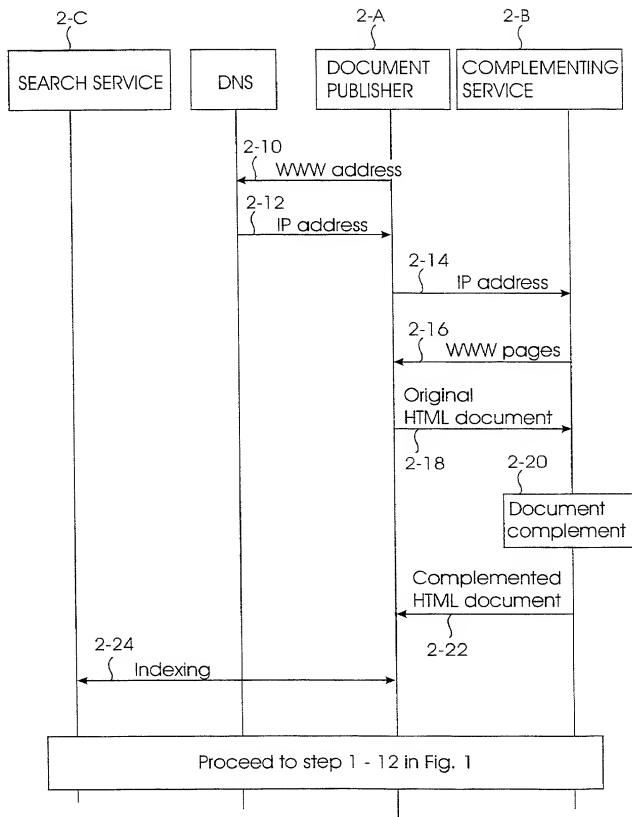 2-C
2-A
2-B
SEARCH SERVICE
DNS
DOCUMENT
PUBLISHER
COMPLEMENTING
SERVICE
2-10
WWW address
2-12
IP address
2-14
IP address
2-16
WWW pages
Original
HTML document
2-18
2-20
Document
complement
Complemented
HTML document
2-22
2-24
Indexing
Proceed to step 1 - 12 in Fig. 1